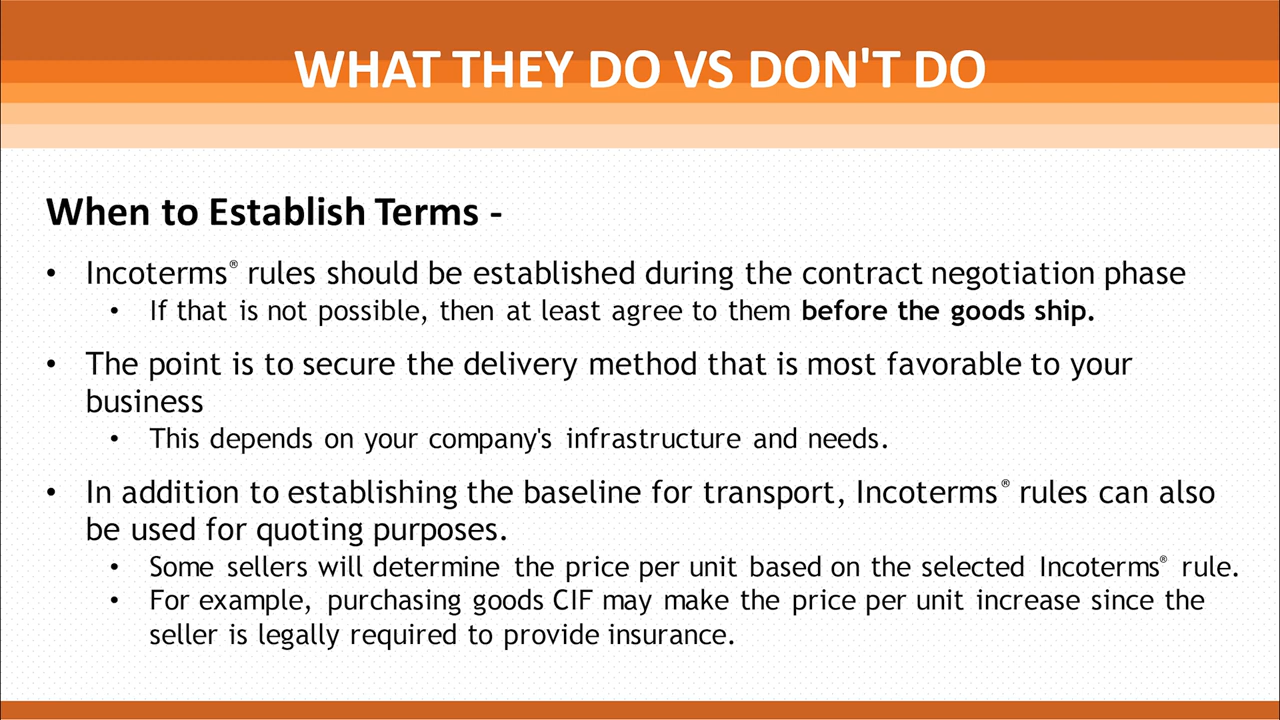 WHAT THEY DO VS DON'T DO
When to Establish Terms -
• Incoterms® rules should be established during the contract negotiation phase
• If that is not possible, then at least agree to them before the goods ship.
• The point is to secure the delivery method that is most favorable to your
business
• This depends on your company's infrastructure and needs.
• In addition to establishing the baseline for transport, Incoterms® rules can also
be used for quoting purposes.
• Some sellers will determine the price per unit based on the selected Incoterms® rule.
• For example, purchasing goods CIF may make the price per unit increase since the
seller is legally required to provide insurance.